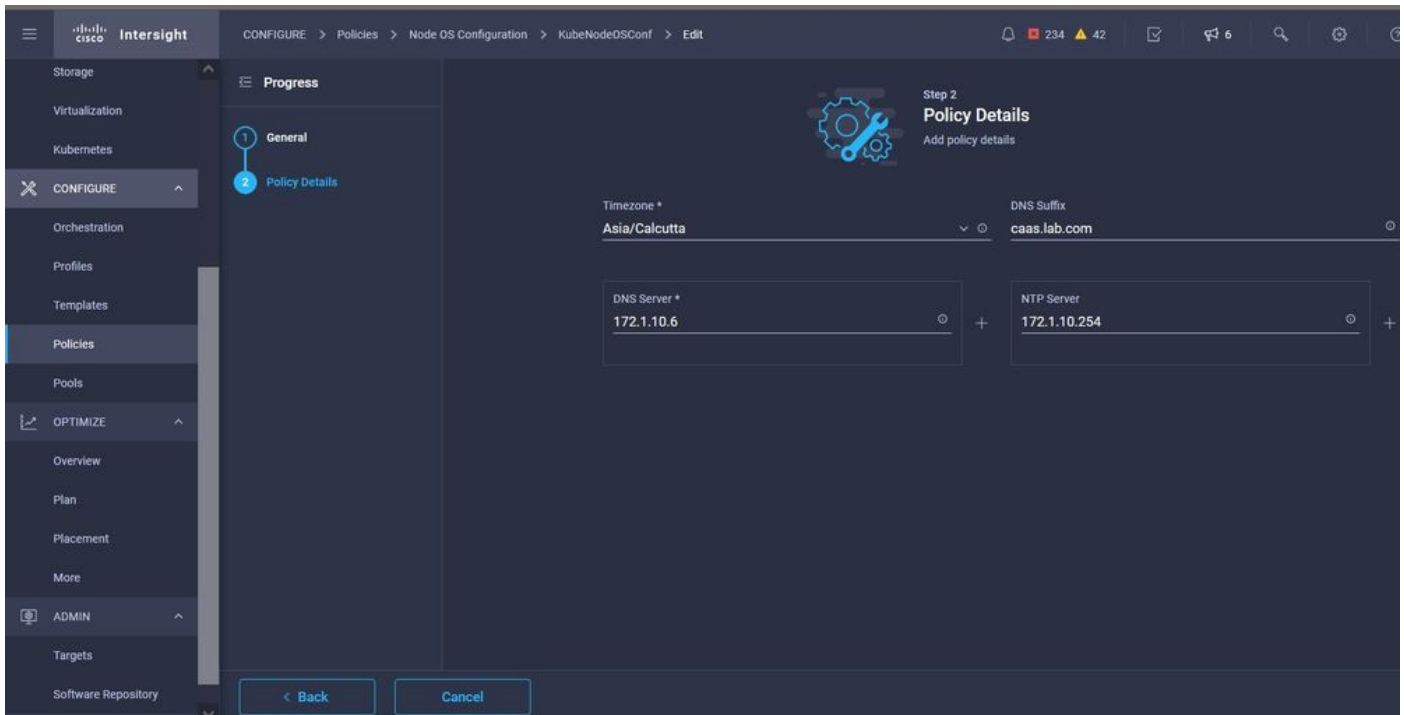 cisco Intersight
CONFIGURE > Policies > Node OS Configuration > KubeNodeOSConf > Edit
234 42 6
Storage
Virtualization
Kubernetes
CONFIGURE
Orchestration
Profiles
Templates
Policies
Pools
OPTIMIZE
Overview
Plan
Placement
More
ADMIN
Targets
Software Repository
Progress
1 General
2 Policy Details
Step 2
Policy Details
Add policy details
Timezone *
Asia/Calcutta
DNS Suffix
caas.lab.com
DNS Server *
172.1.10.6
NTP Server
172.1.10.254
< Back
Cancel